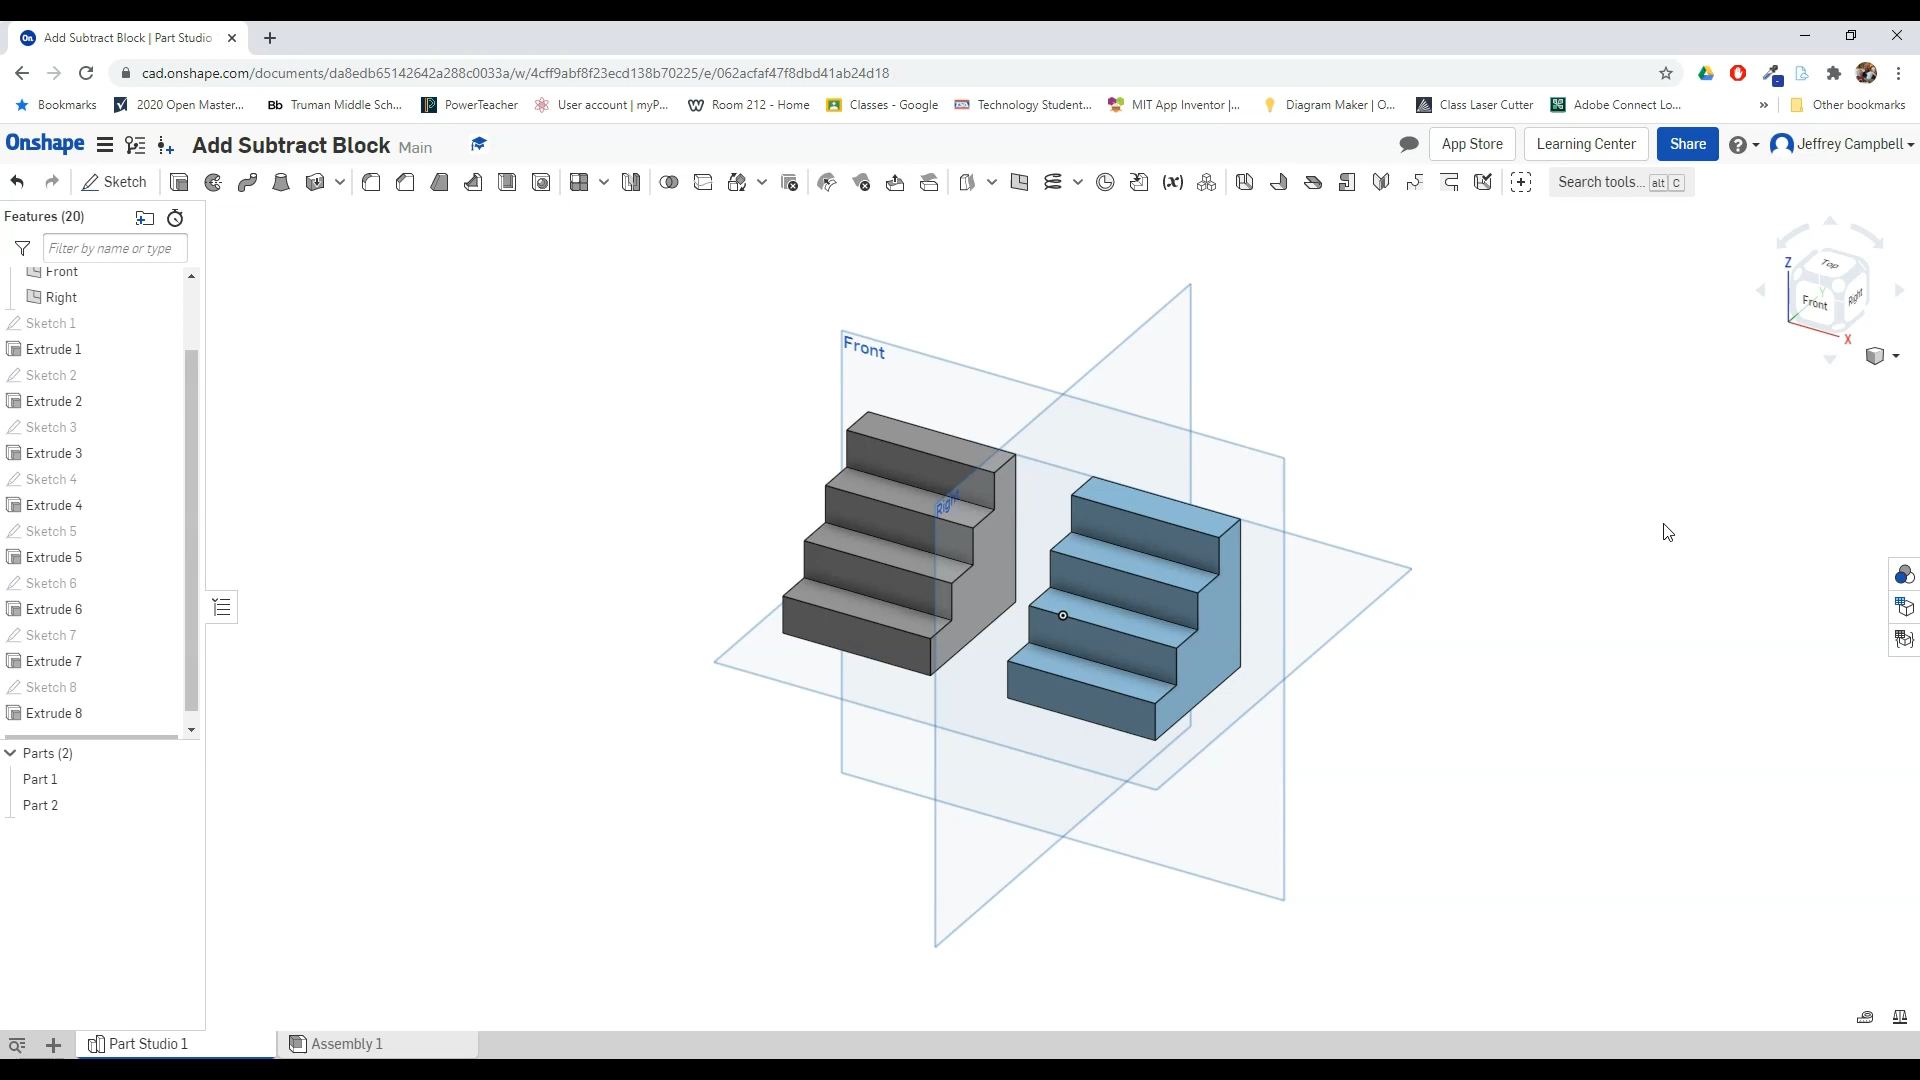 Add Subtract Block | Part Studio
cad.onshape.com/documents/da8edb65142642a288c0033a/w/4cff9abf8f23ecd138b70225/e/062acfaf47f8dbd41ab24d18
Bookmarks 2020 Open Master... Bb Truman Middle Sch... PowerTeacher User account | myP... Room 212 - Home Classes - Google Technology Student... MIT App Inventor |... Diagram Maker | O... Class Laser Cutter Adobe Connect Lo... » Other bookmarks
Onshape Add Subtract Block Main App Store Learning Center Share Jeffrey Campbell
Sketch (x) Search tools... alt C
Features (20)
Filter by name or type
Front
Right
Sketch 1
Extrude 1
Sketch 2
Extrude 2
Sketch 3
Extrude 3
Sketch 4
Extrude 4
Sketch 5
Extrude 5
Sketch 6
Extrude 6
Sketch 7
Extrude 7
Sketch 8
Extrude 8
Parts (2)
Part 1
Part 2
Front
Right
Top
Z
Front
Right
Y
X
Part Studio 1 Assembly 1